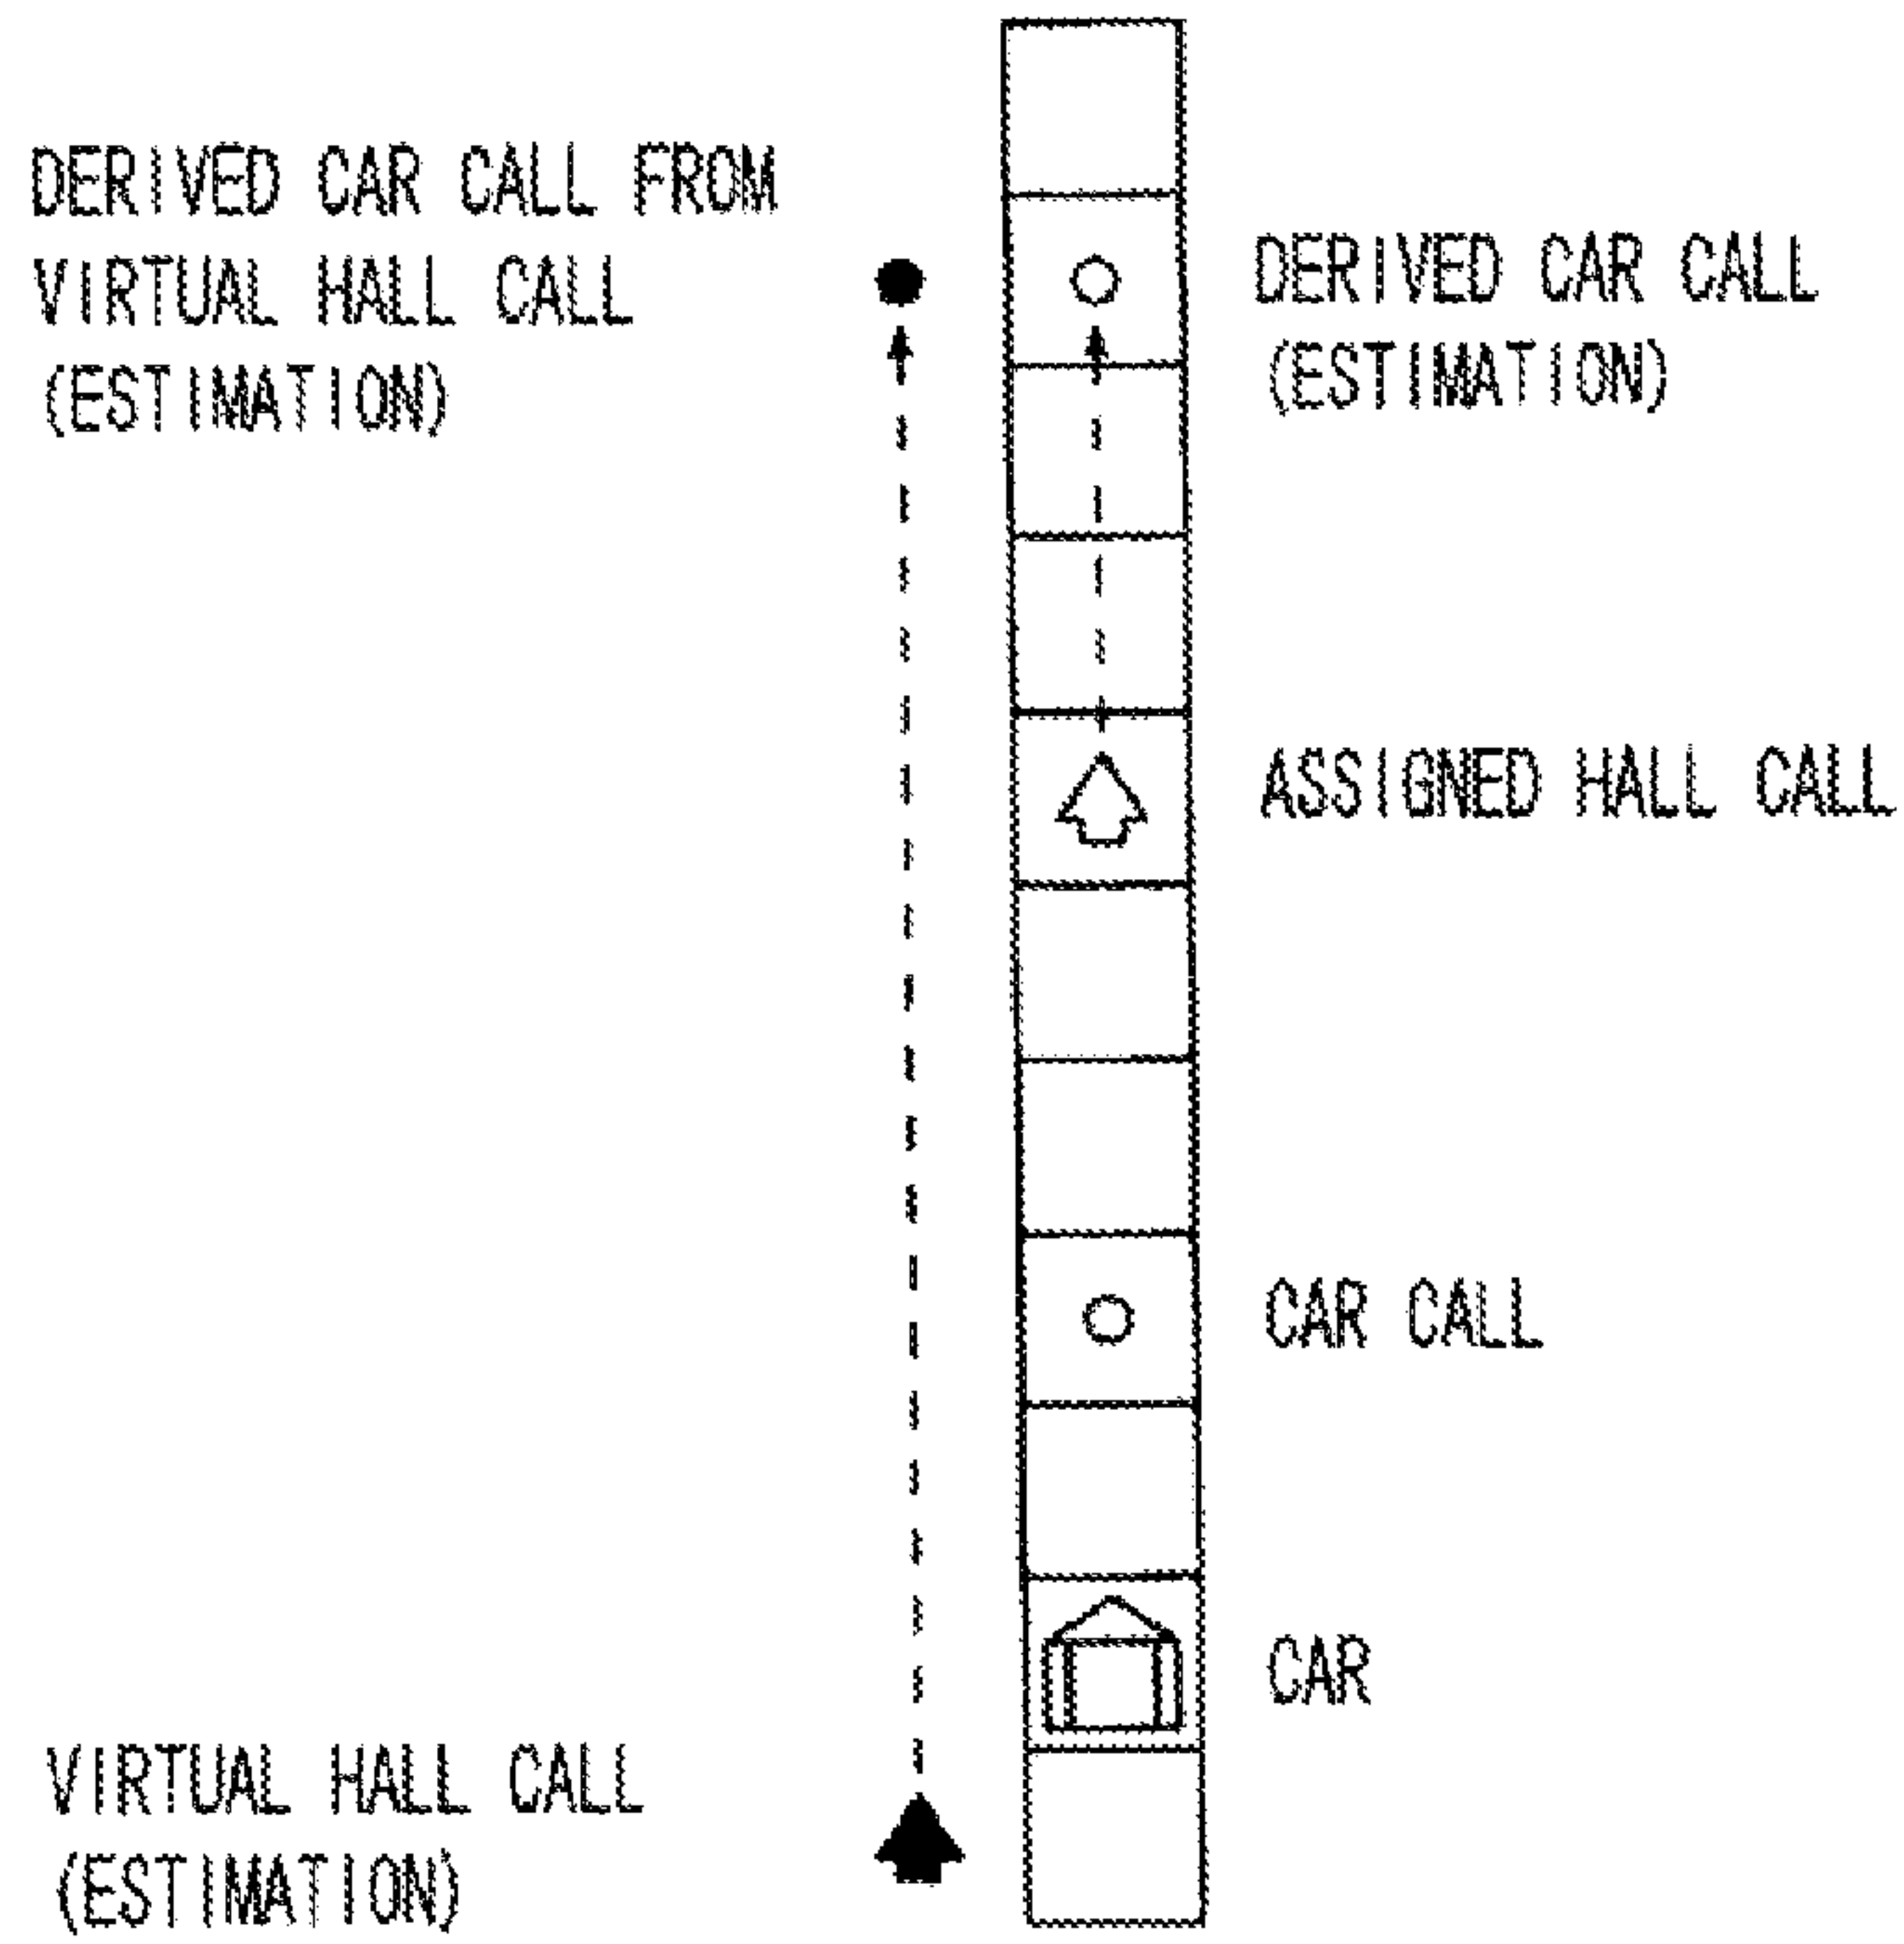 DERIVED CAR CALL FROM
VIRTUAL HALL CALL
(ESTIMATION)
DERIVED CAR CALL
(ESTIMATION)
ASSIGNED HALL CALL
CAR CALL
CAR
VIRTUAL HALL CALL
(ESTIMATION)